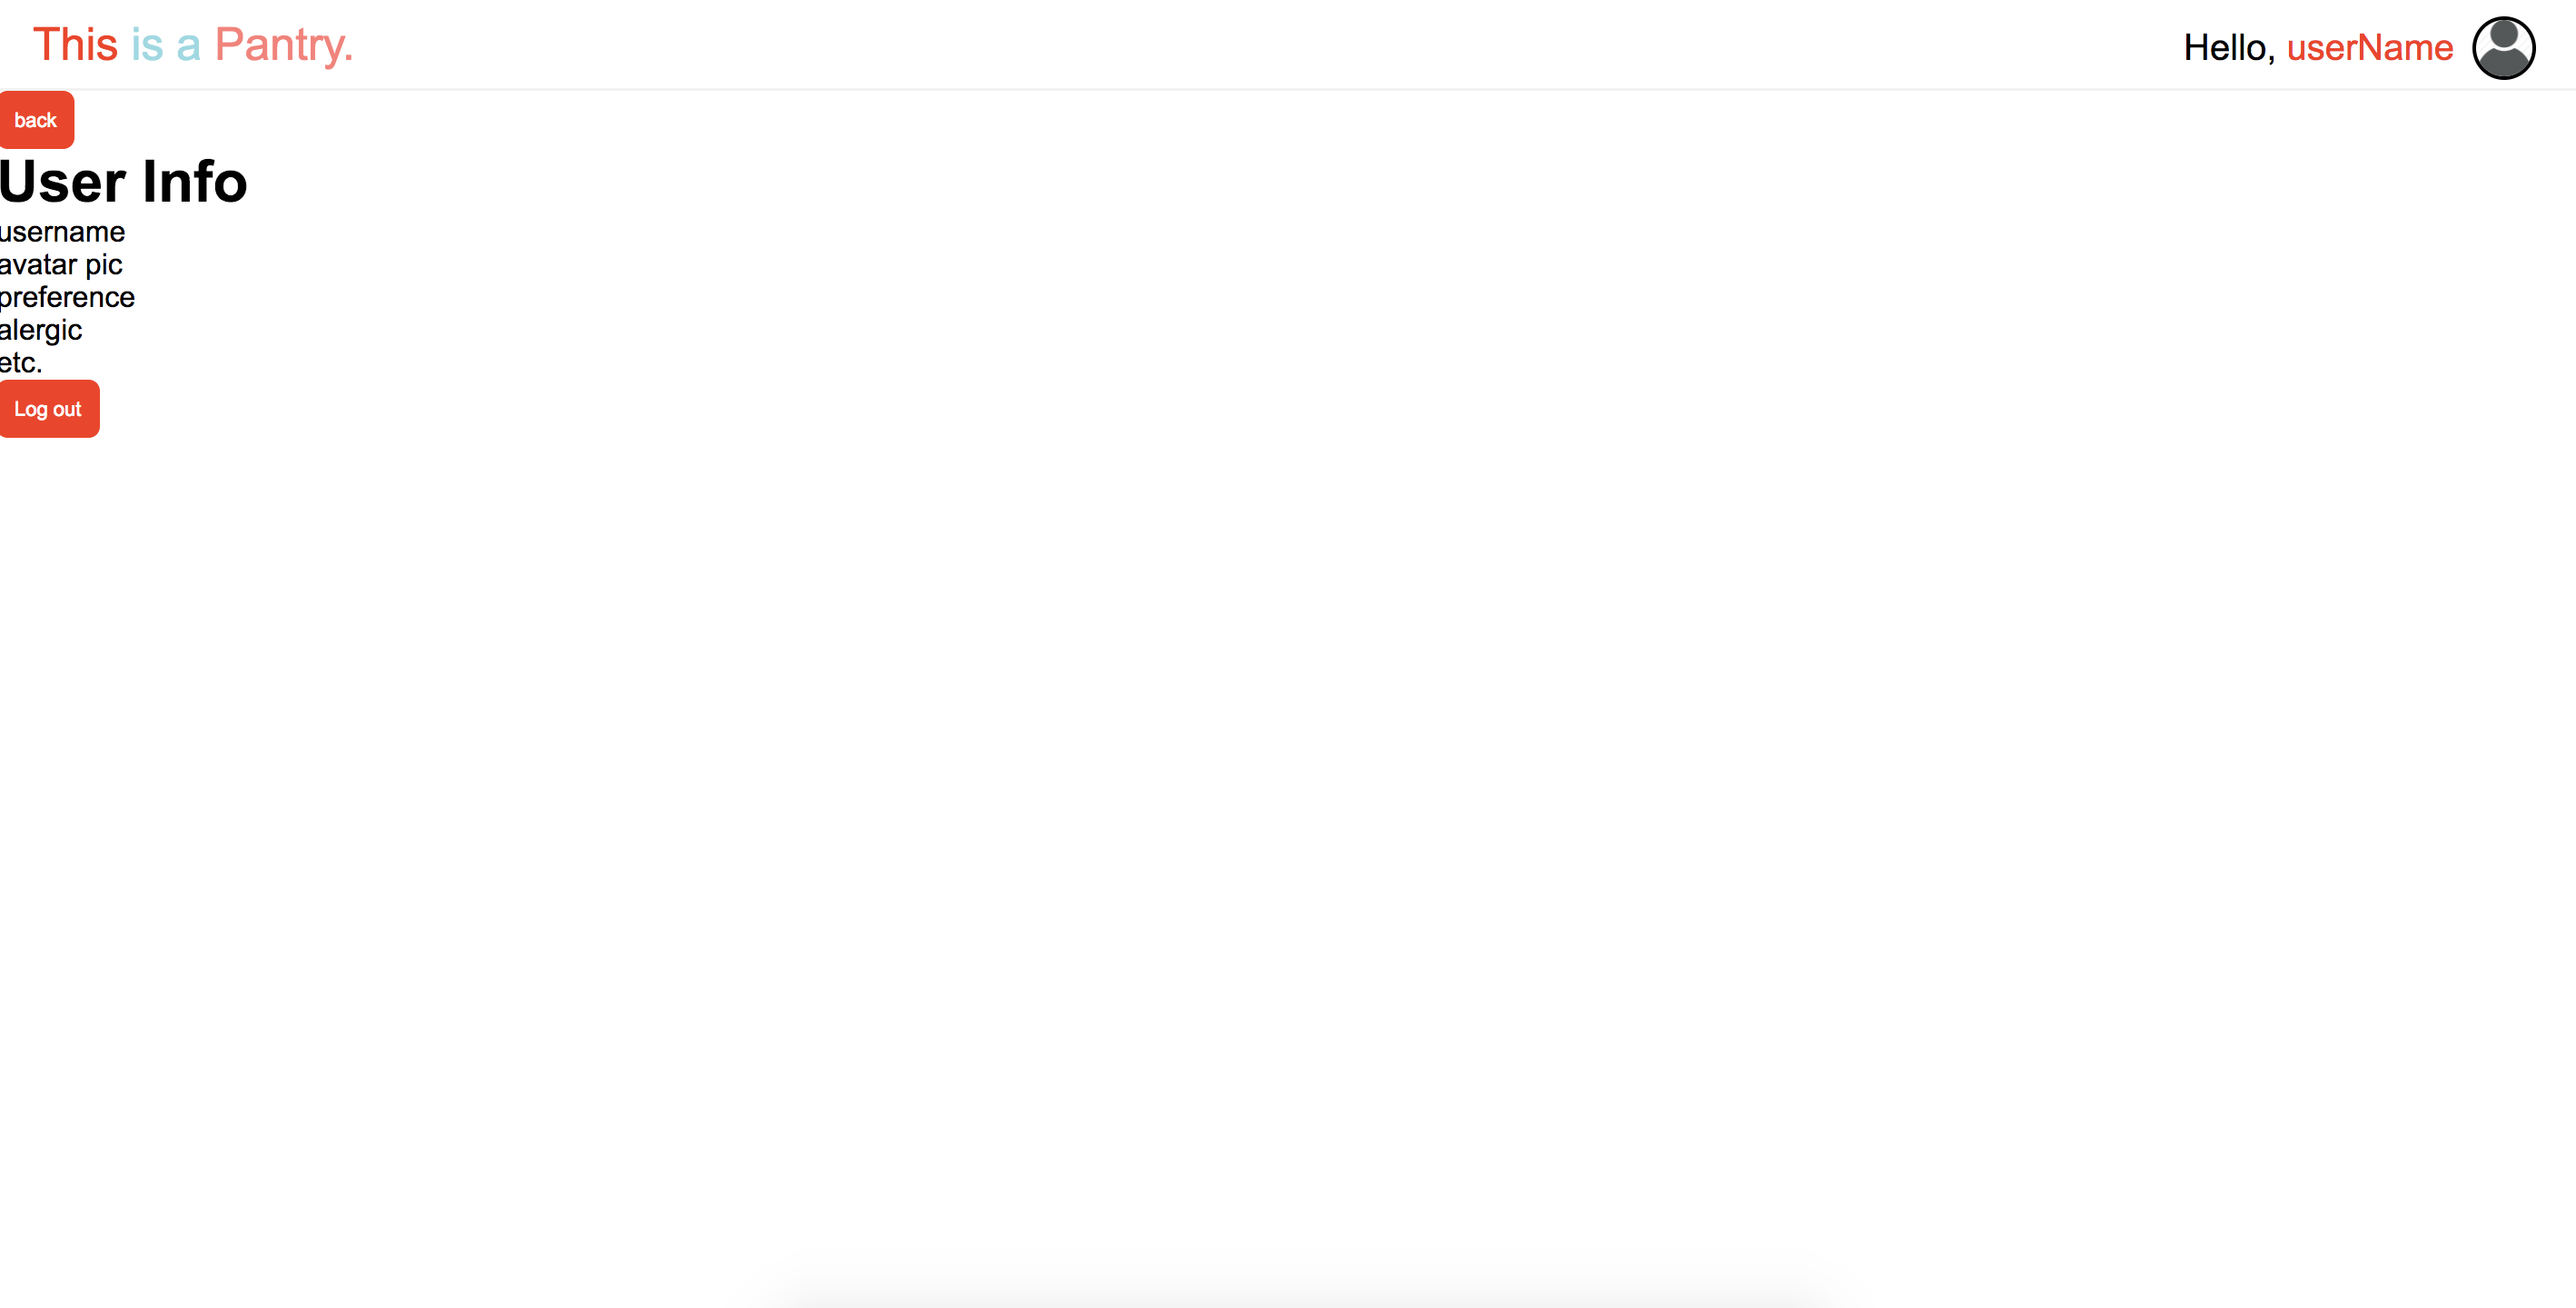 This is a Pantry.
Hello, userName
back
User Info
username
avatar pic
preference
alergic
etc.
Log out